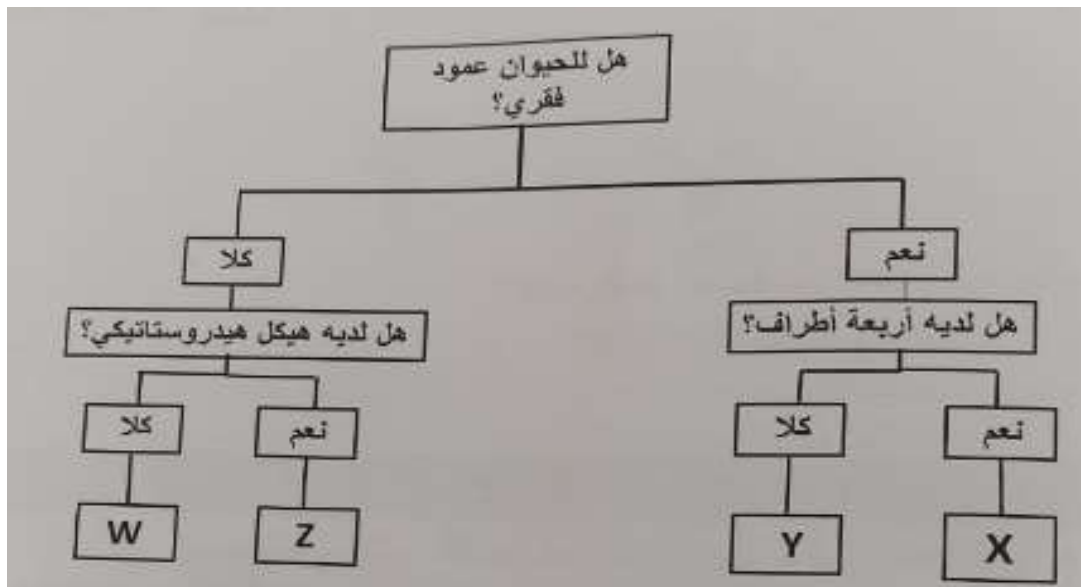 هل للحيوان عمود
فقري؟
نعم
كلا
هل لديه أربعة أطراف؟
هل لديه هيكل هيدروستاتيكي؟
نعم
كلا
نعم
كلا
X
Y
Z
W